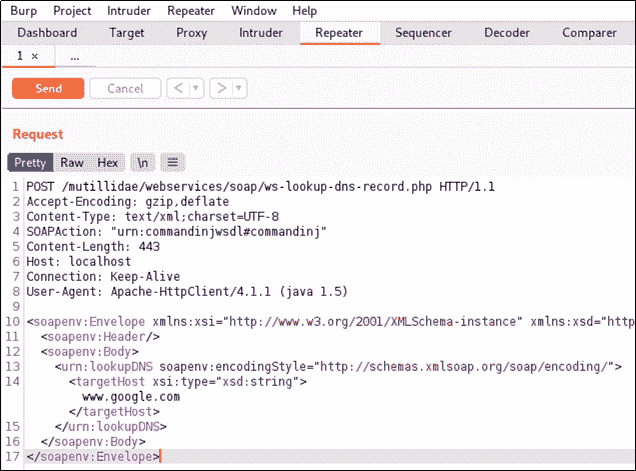 Burp Project Intruder Repeater Window Help
Dashboard Target Proxy Intruder Repeater Sequencer Decoder Comparer
1 × ...
Send Cancel < ▾ > ▾
Request
Pretty Raw Hex \n ≡
1 POST /mutillidae/webservices/soap/ws-lookup-dns-record.php HTTP/1.1
2 Accept-Encoding: gzip,deflate
3 Content-Type: text/xml;charset=UTF-8
4 SOAPAction: "urn:commandinjwsdl#commandinj"
5 Content-Length: 443
6 Host: localhost
7 Connection: Keep-Alive
8 User-Agent: Apache-HttpClient/4.1.1 (java 1.5)
9
10 <soapenv:Envelope xmlns:xsi="http://www.w3.org/2001/XMLSchema-instance" xmlns:xsd="http
11 <soapenv:Header/>
12 <soapenv:Body>
13 <urn:lookupDNS soapenv:encodingStyle="http://schemas.xmlsoap.org/soap/encoding/">
14 <targetHost xsi:type="xsd:string">
www.google.com
</targetHost>
15 </urn:lookupDNS>
16 </soapenv:Body>
17 </soapenv:Envelope>